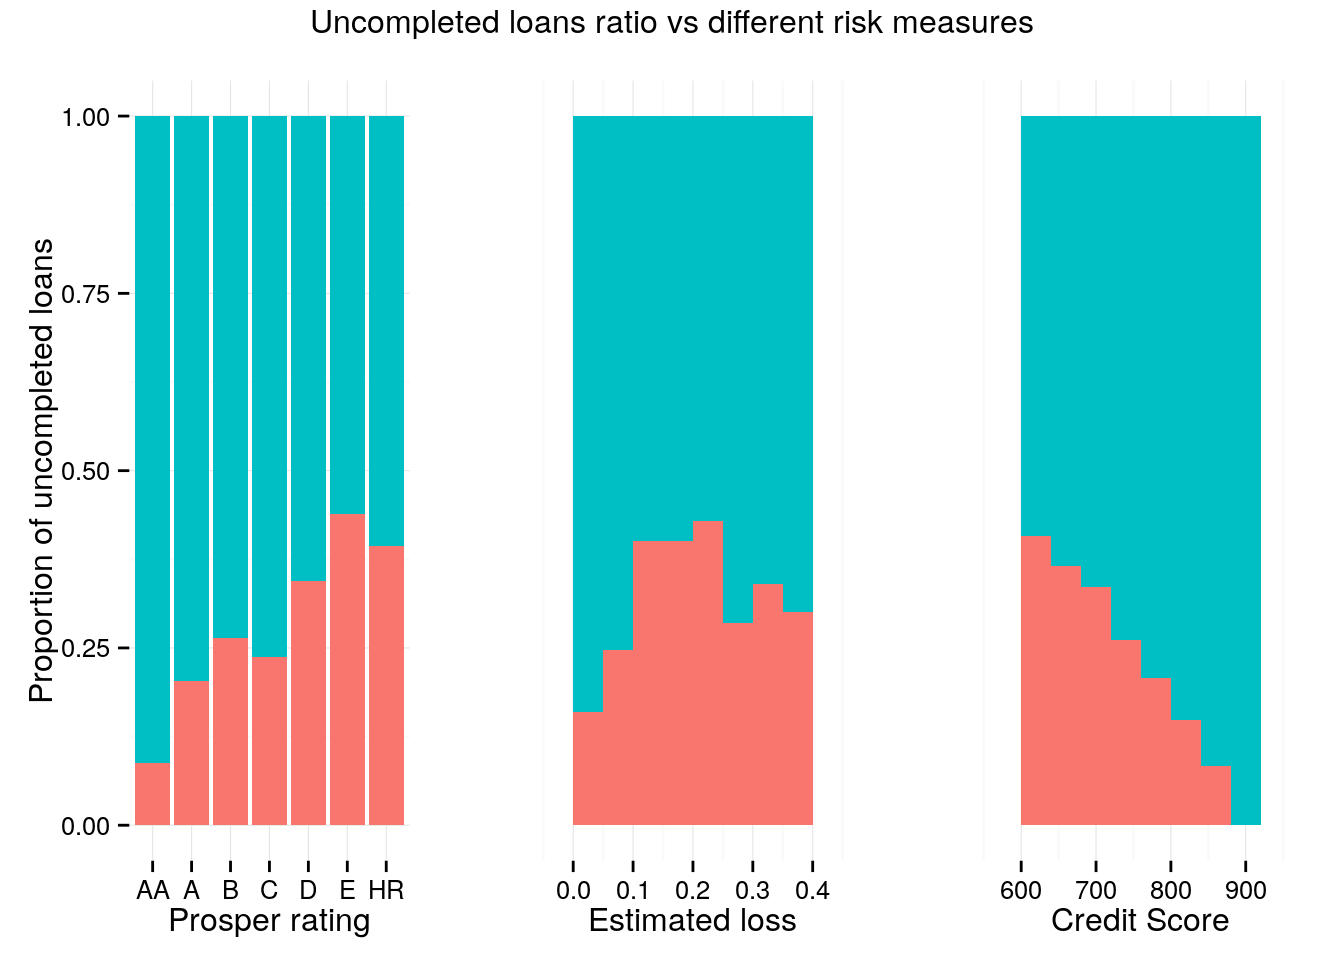 Uncompleted loans ratio vs different risk measures
Proportion of uncompleted loans
1.00
0.75
0.50
0.25
0.00
AA A B C D E HR
Prosper rating
0.0 0.1 0.2 0.3 0.4
Estimated loss
600 700 800 900
Credit Score